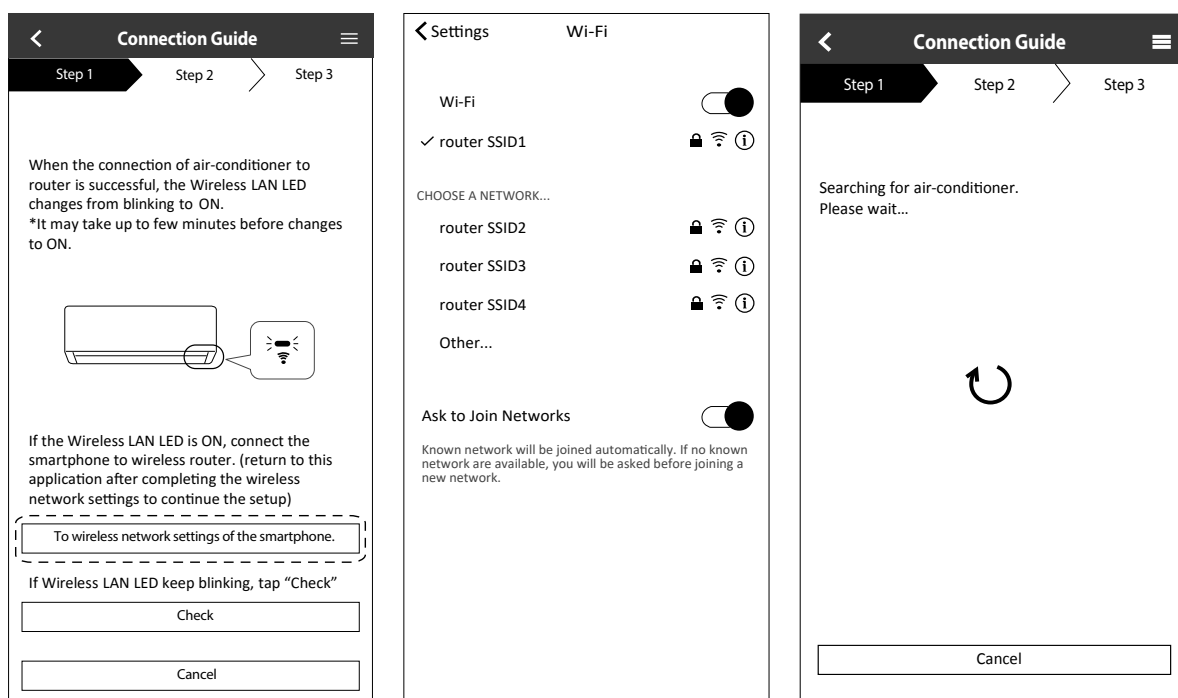 Connection Guide
Step 1
Step 2
Step 3
When the connection of air-conditioner to
router is successful, the Wireless LAN LED
changes from blinking to ON.
*It may take up to few minutes before changes
to ON.
If the Wireless LAN LED is ON, connect the
smartphone to wireless router. (return to this
application after completing the wireless
network settings to continue the setup)
To wireless network settings of the smartphone.
If Wireless LAN LED keep blinking, tap “Check”
Check
Cancel
Settings
Wi-Fi
Wi-Fi
router SSID1
CHOOSE A NETWORK...
router SSID2
router SSID3
router SSID4
Other...
Ask to Join Networks
Known network will be joined automatically. If no known
network are available, you will be asked before joining a
new network.
Connection Guide
Step 1
Step 2
Step 3
Searching for air-conditioner.
Please wait...
Cancel